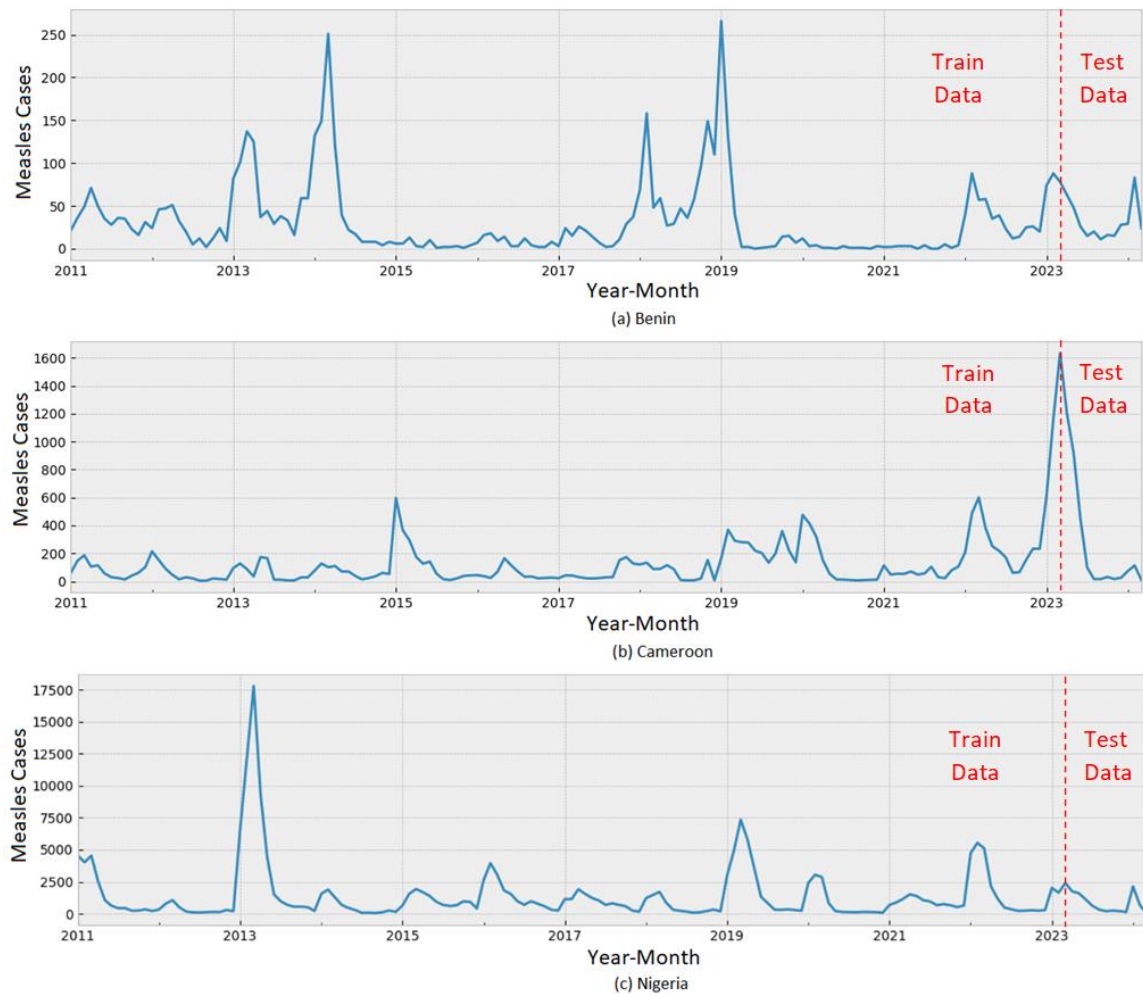 250
200
150
100
50
0
Measles Cases
Train
Data
Test
Data
2011 2013 2015 2017 2019 2021 2023
Year-Month
(a) Benin
1600
1400
1200
1000
800
600
400
200
0
Measles Cases
Train
Data
Test
Data
2011 2013 2015 2017 2019 2021 2023
Year-Month
(b) Cameroon
17500
15000
12500
10000
7500
5000
2500
0
Measles Cases
Train
Data
Test
Data
2011 2013 2015 2017 2019 2021 2023
Year-Month
(c) Nigeria